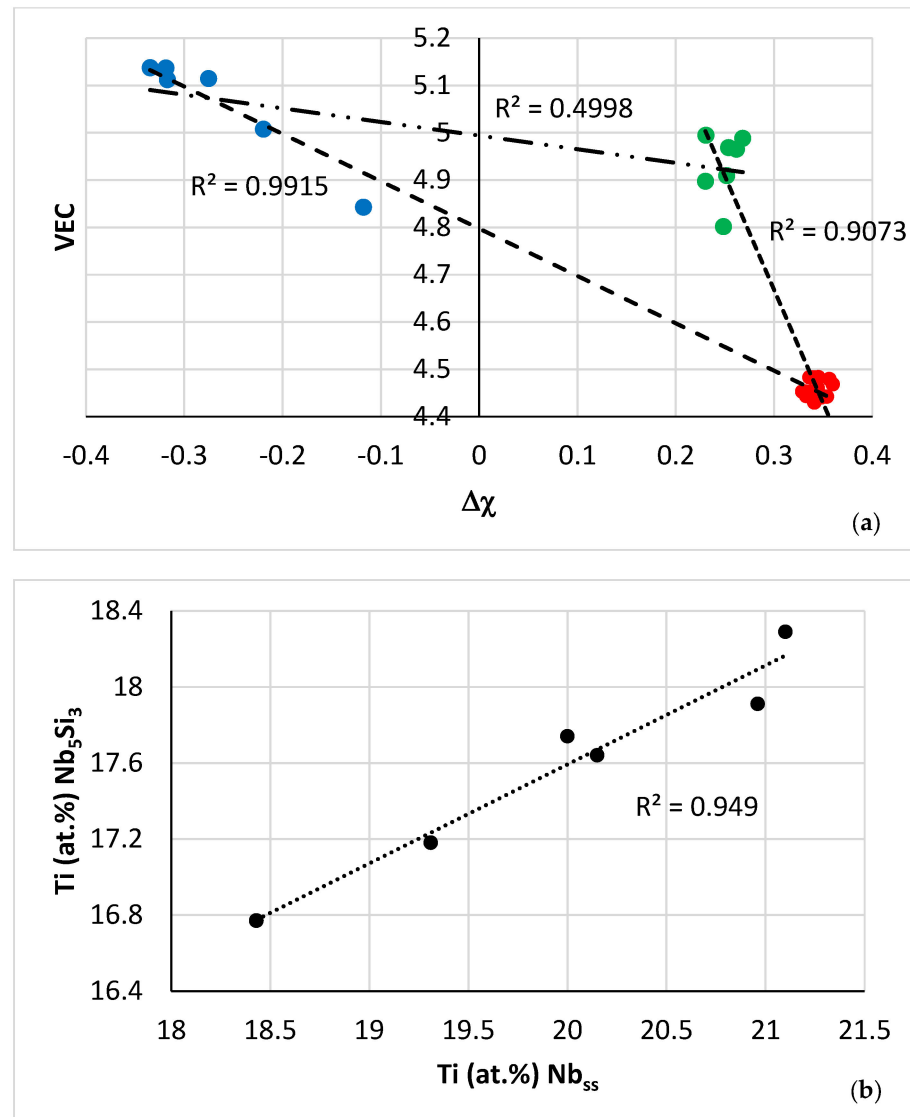 5.2
-0.4 -0.3 -0.2 -0.1 0 0.1 0.2 0.3 0.4
5.1
R² = 0.4998
5
R² = 0.9915
4.9
VEC
R² = 0.9073
4.8
4.7
4.6
4.5
4.4
Δχ
(a)
18.4
18
17.6
Ti (at.%) Nb₅Si₃
R² = 0.949
17.2
16.8
16.4
18 18.5 19 19.5 20 20.5 21 21.5
Ti (at.%) Nbₛₛ
(b)